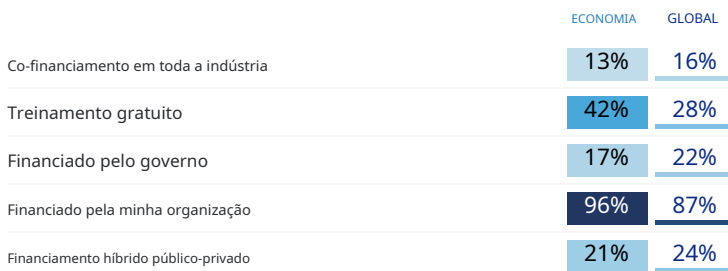 ECONOMIA GLOBAL
Co-financiamento em toda a indústria 13% 16%
Treinamento gratuito 42% 28%
Financiado pelo governo 17% 22%
Financiado pela minha organização 96% 87%
Financiamento híbrido público-privado 21% 24%